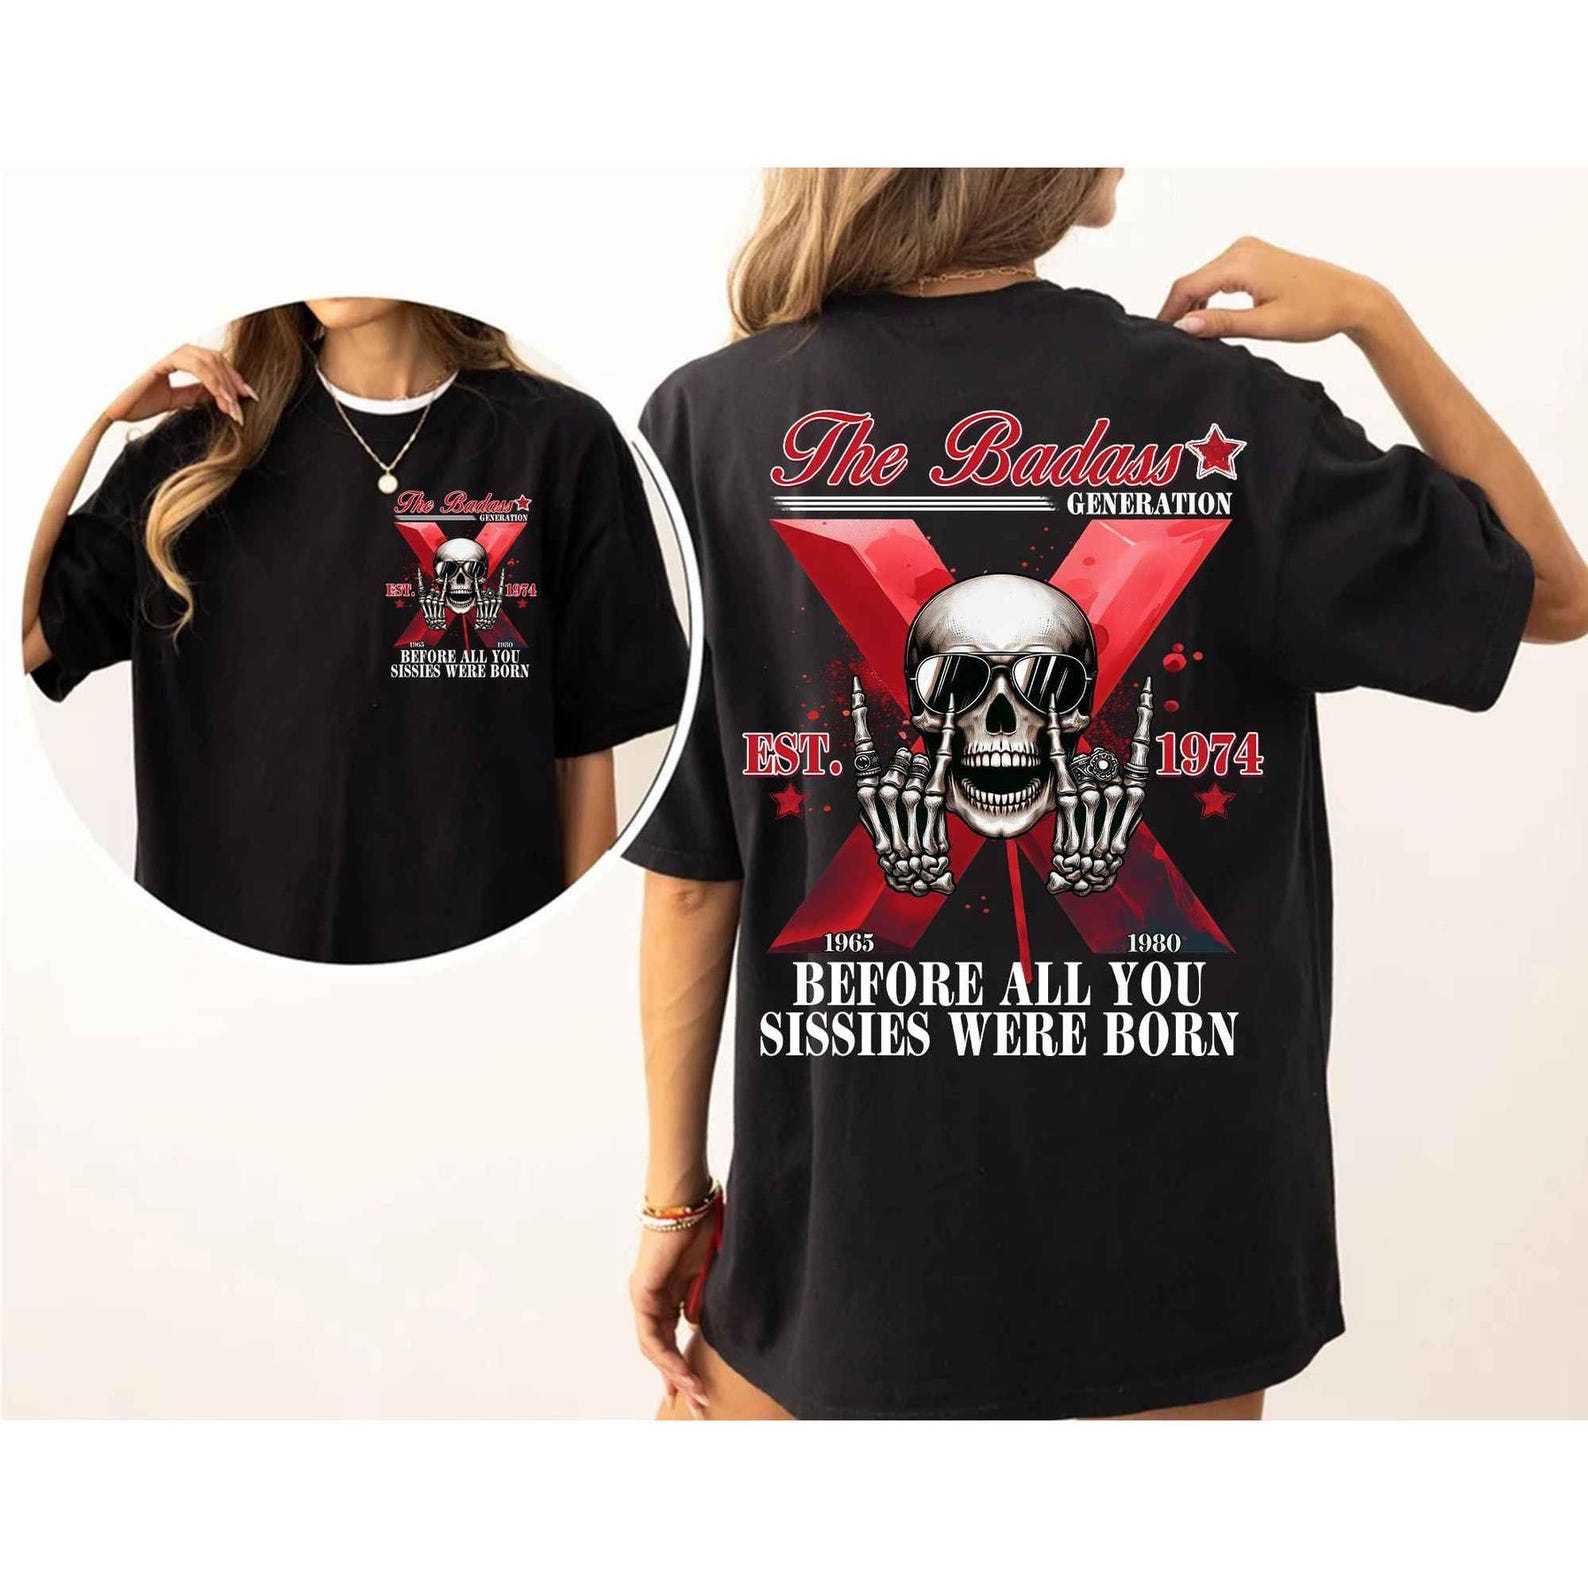 The Badass
GENERATION
EST. 1974
1965 1980
BEFORE ALL YOU
SISSIES WERE BORN
The Badass
GENERATION
X
EST. 1974
1965 1980
BEFORE ALL YOU
SISSIES WERE BORN